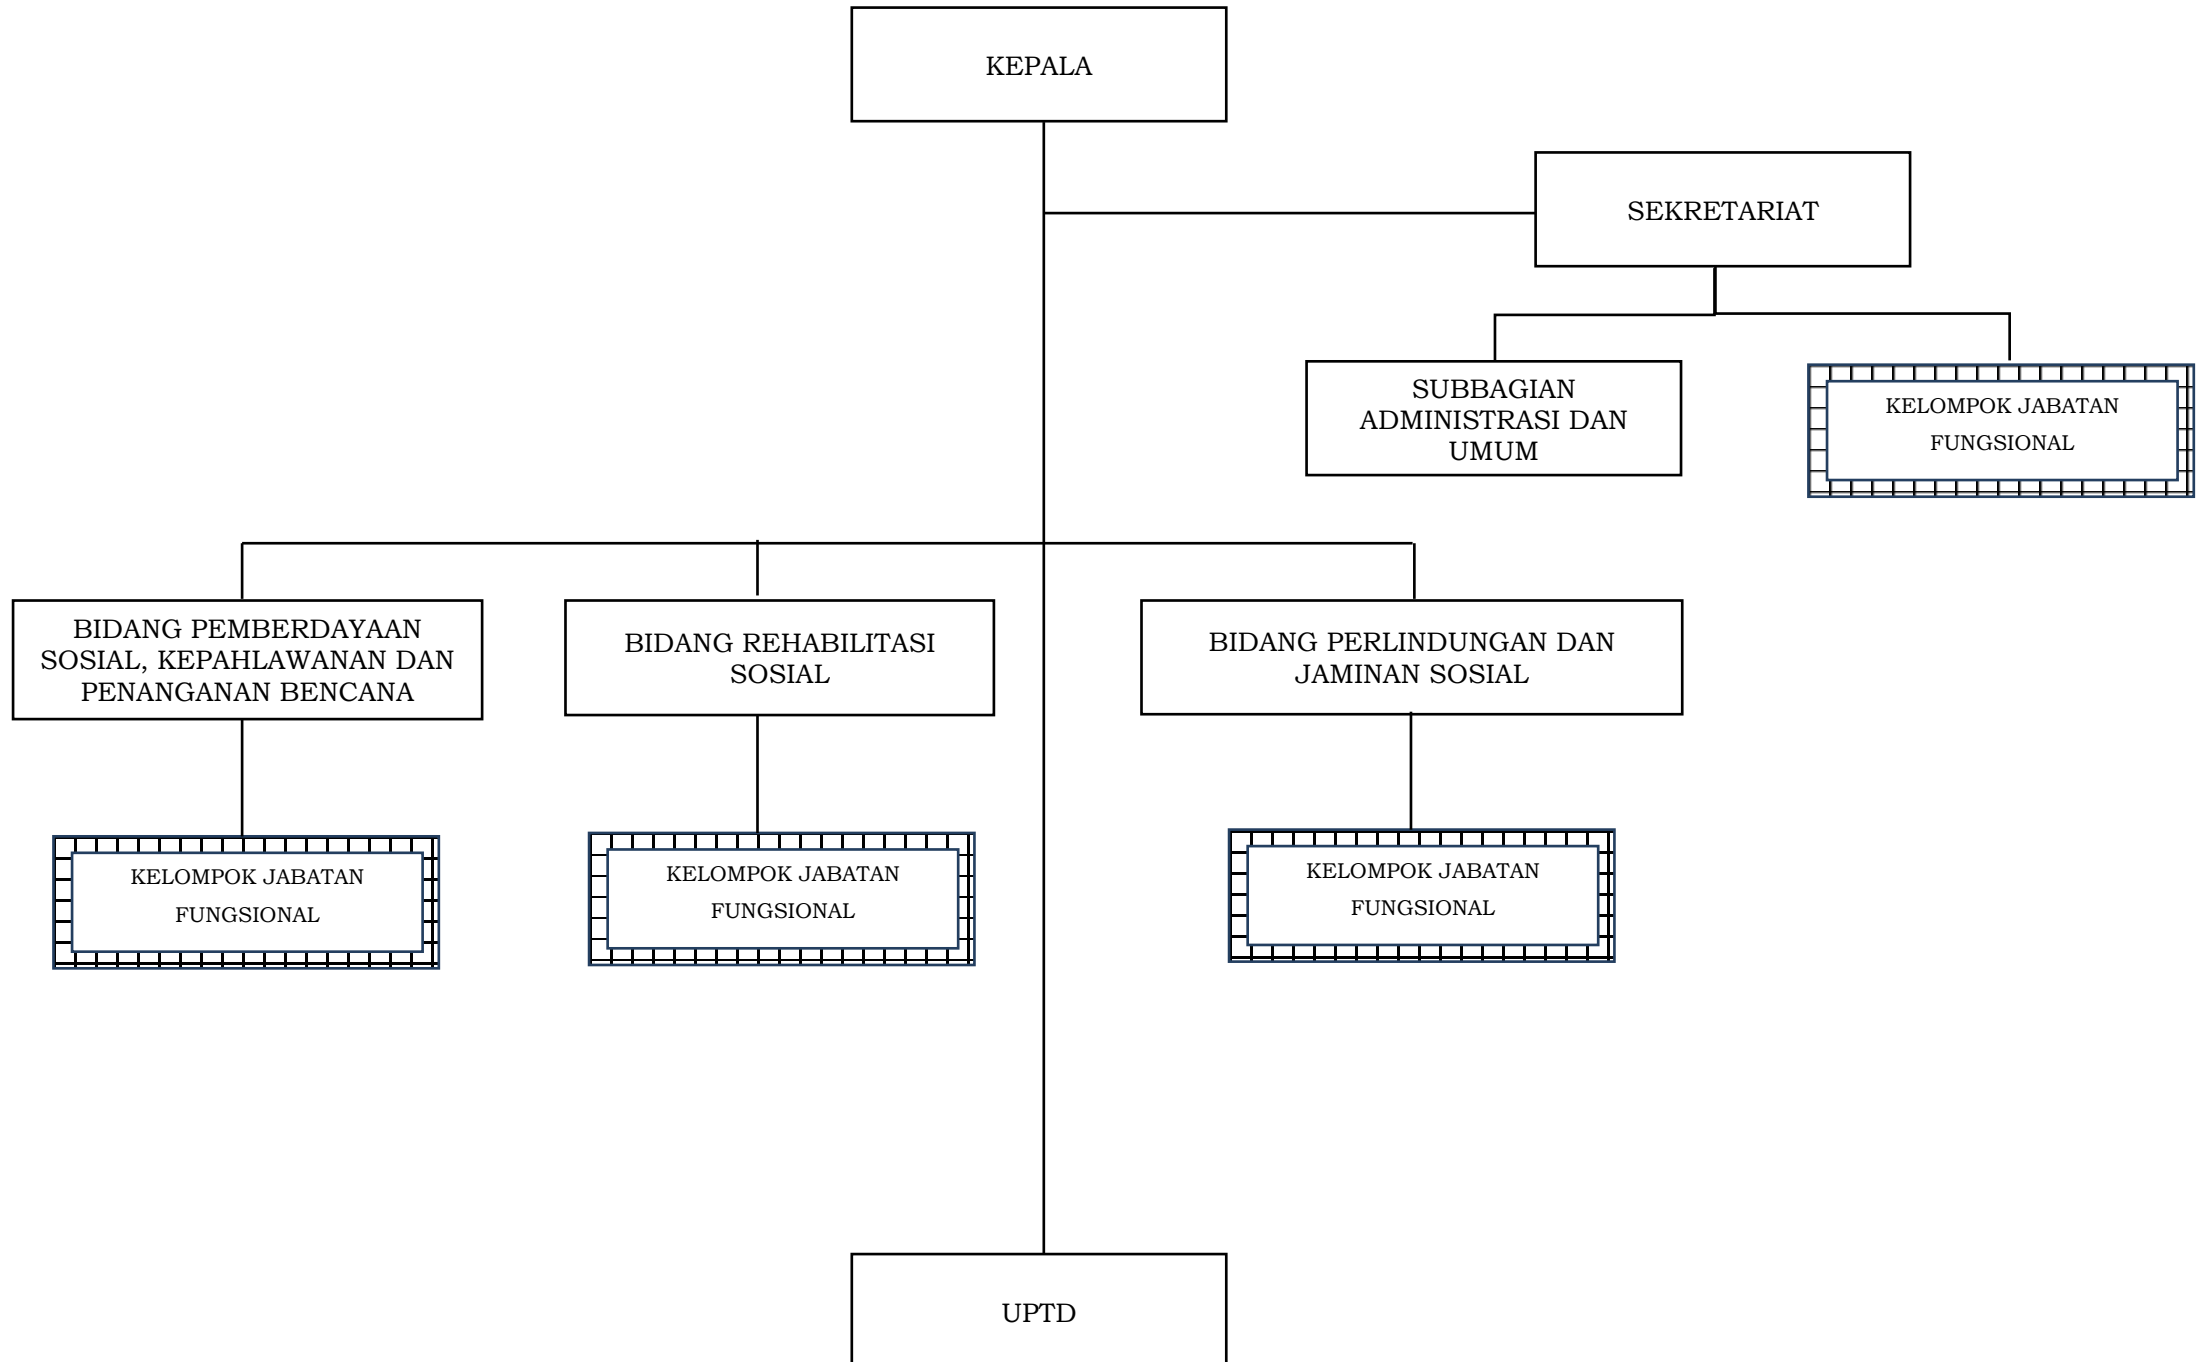 KEPALA
SEKRETARIAT
SUBBAGIAN
ADMINISTRASI DAN
UMUM
KELOMPOK JABATAN
FUNGSIONAL
BIDANG PEMBERDAYAAN
SOSIAL, KEPAHLAWANAN DAN
PENANGANAN BENCANA
BIDANG REHABILITASI
SOSIAL
BIDANG PERLINDUNGAN DAN
JAMINAN SOSIAL
KELOMPOK JABATAN
FUNGSIONAL
KELOMPOK JABATAN
FUNGSIONAL
KELOMPOK JABATAN
FUNGSIONAL
UPTD